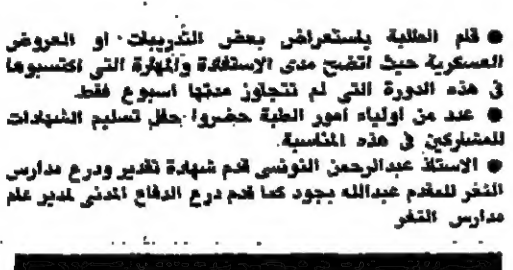 ● قام الطلبة باستعراض بعض التدريبات او العروض
العسكرية حيث اتضح مدى الاستفادة والمهارة التي اكتسبوها
في هذه الدورة التي لم تتجاوز مدتها اسبوع فقط
● عدد من اولياء امور الطلبة حضروا حفل تسليم الشهادات
للمشاركين في هذه المناسبة.
● الاستاذ عبدالرحمن التونسي قدم شهادة تقدير ودرع مدارس
الثغر للمقدم عبدالله بجود كما قدم درع الدفاع المدني لمدير عام
مدارس الثغر